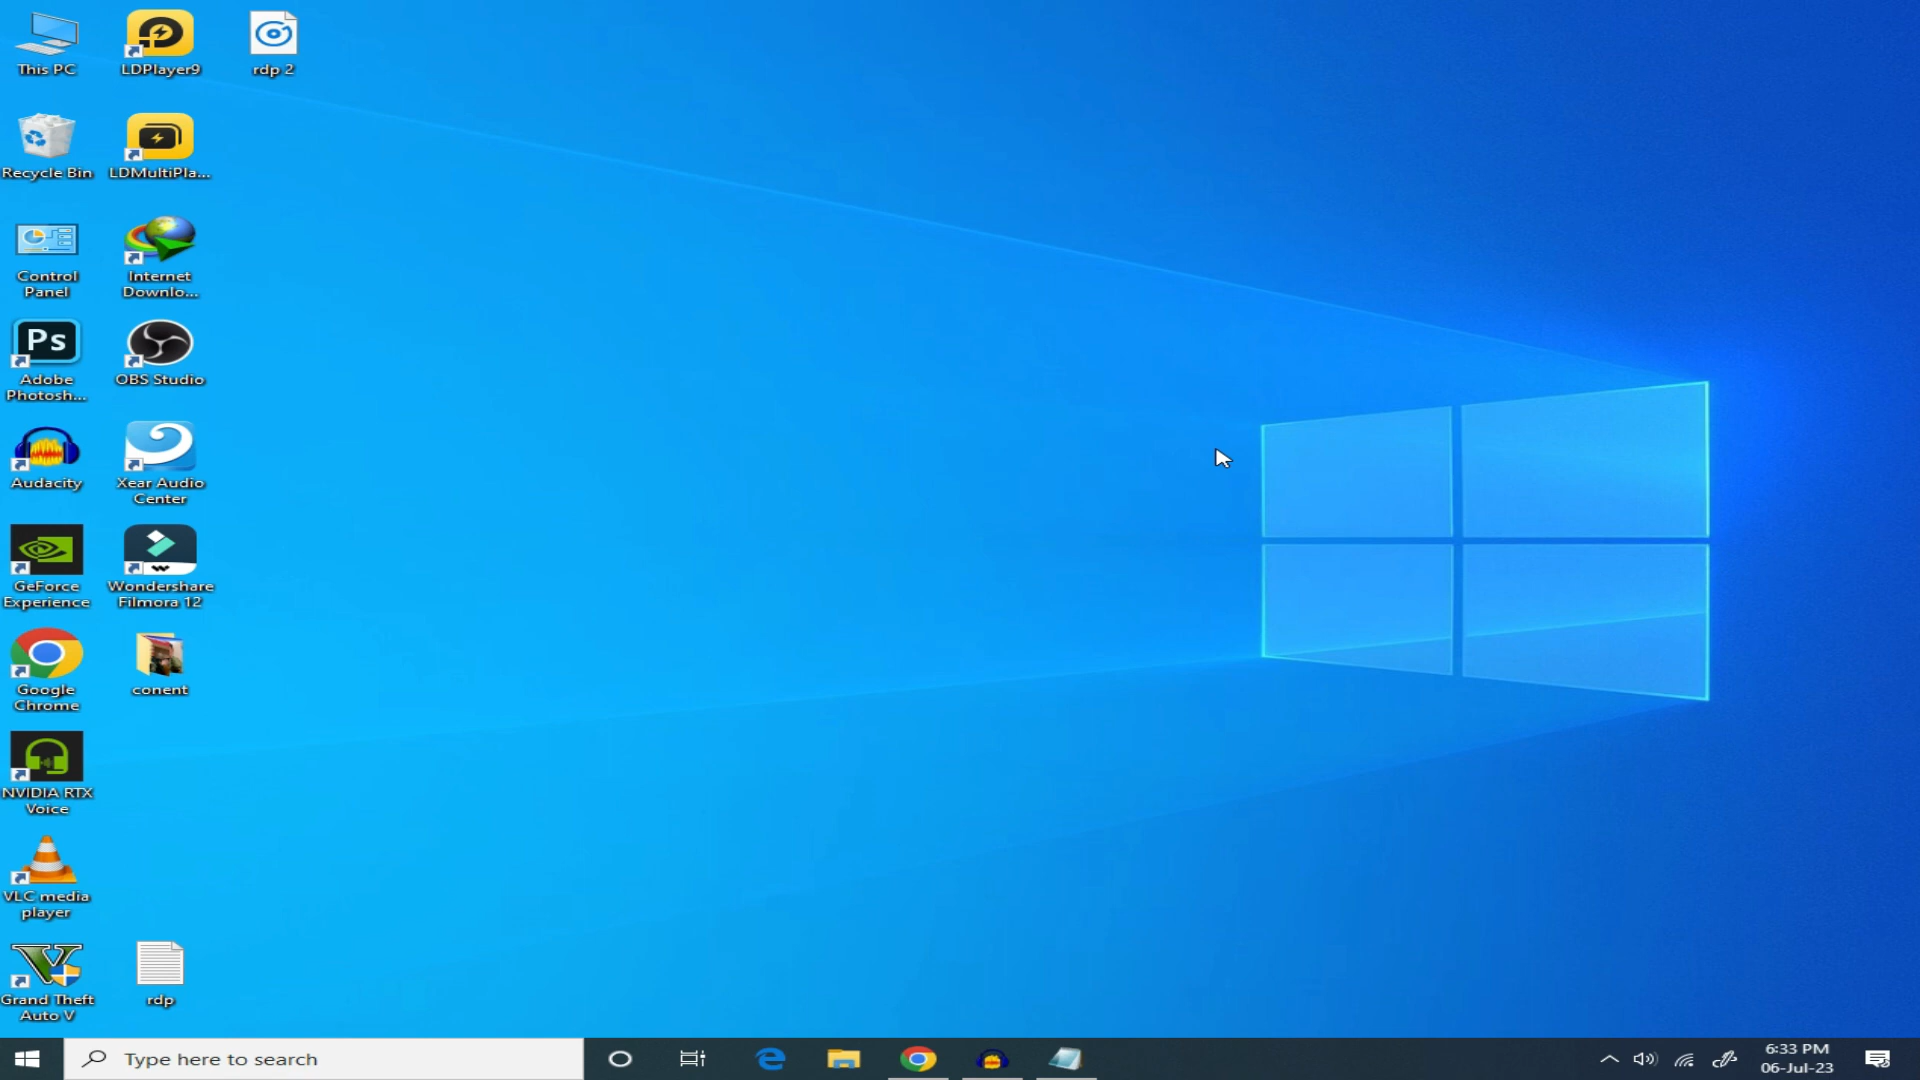 This PC
LDPlayer9
rdp 2
Recycle Bin
LDMultiPla...
Control
Panel
Internet
Downlo...
Ps
Adobe
Photosh...
OBS Studio
Audacity
Xear Audio
Center
GeForce
Experience
Wondershare
Filmora 12
Google
Chrome
conent
NVIDIA RTX
Voice
VLC media
player
Grand Theft
Auto V
rdp
Type here to search
6:33 PM
06-Jul-23